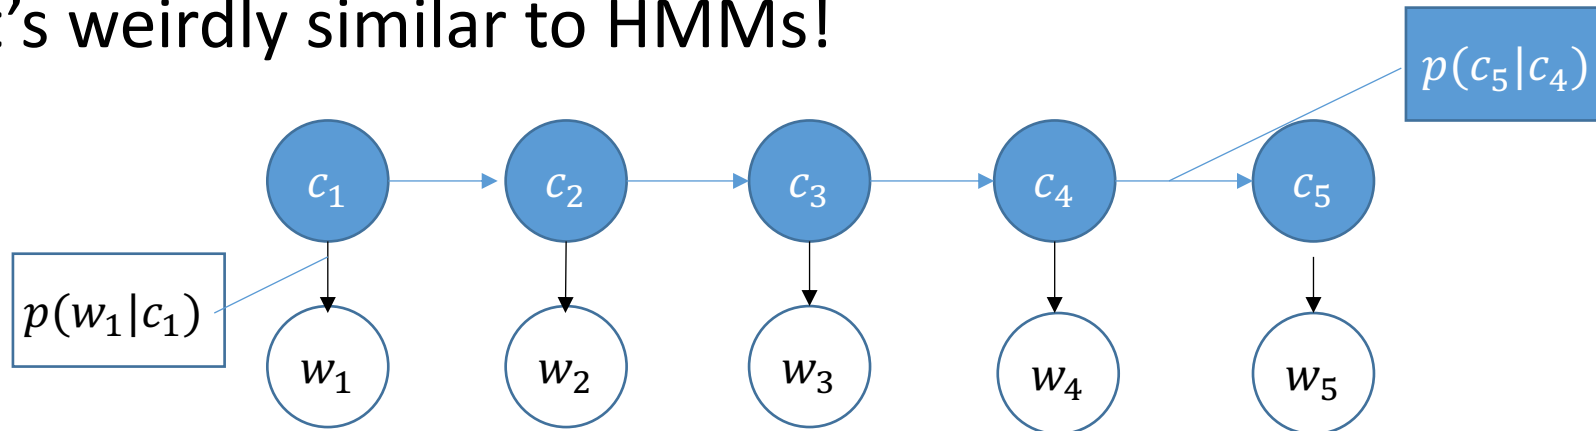 ’s weirdly similar to HMMs!
p(c₅|c₄)
c₁ c₂ c₃ c₄ c₅
p(w₁|c₁)
w₁ w₂ w₃ w₄ w₅